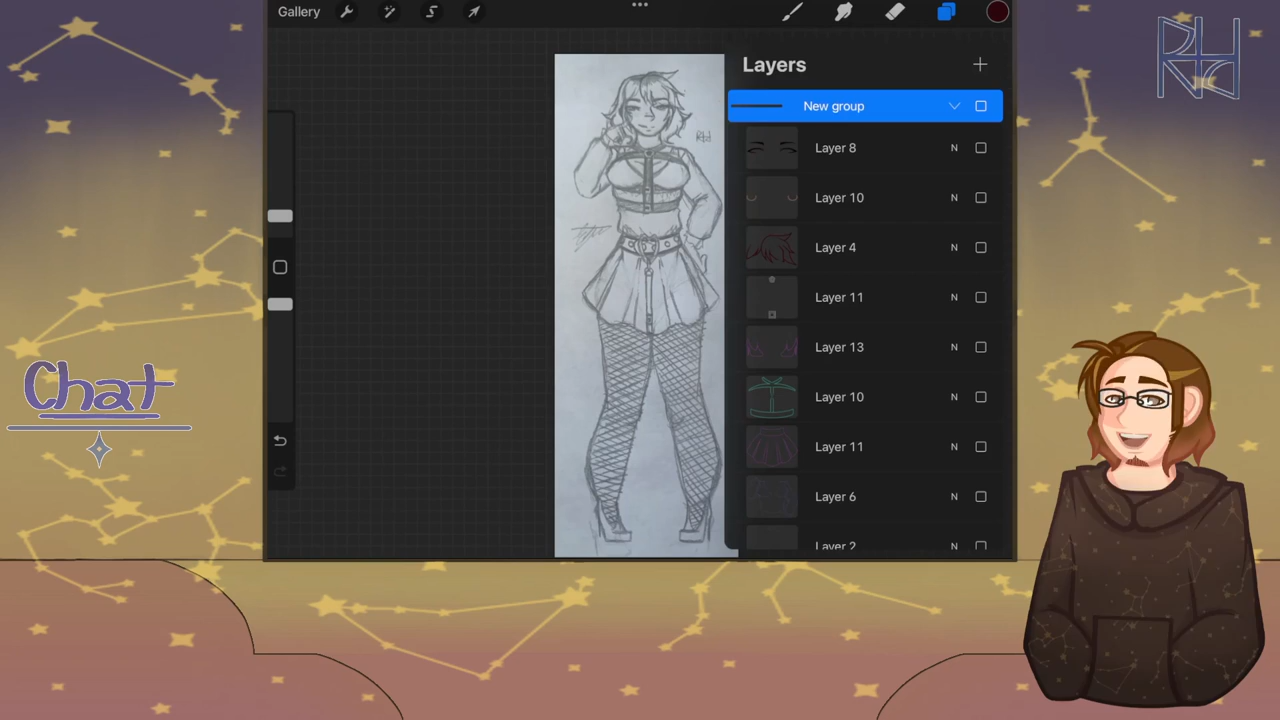 Gallery
Layers
New group
Layer 8 N
Layer 10 N
Layer 4 N
Layer 11 N
Layer 13 N
Layer 10 N
Layer 11 N
Layer 6 N
Layer 2 N
Chat